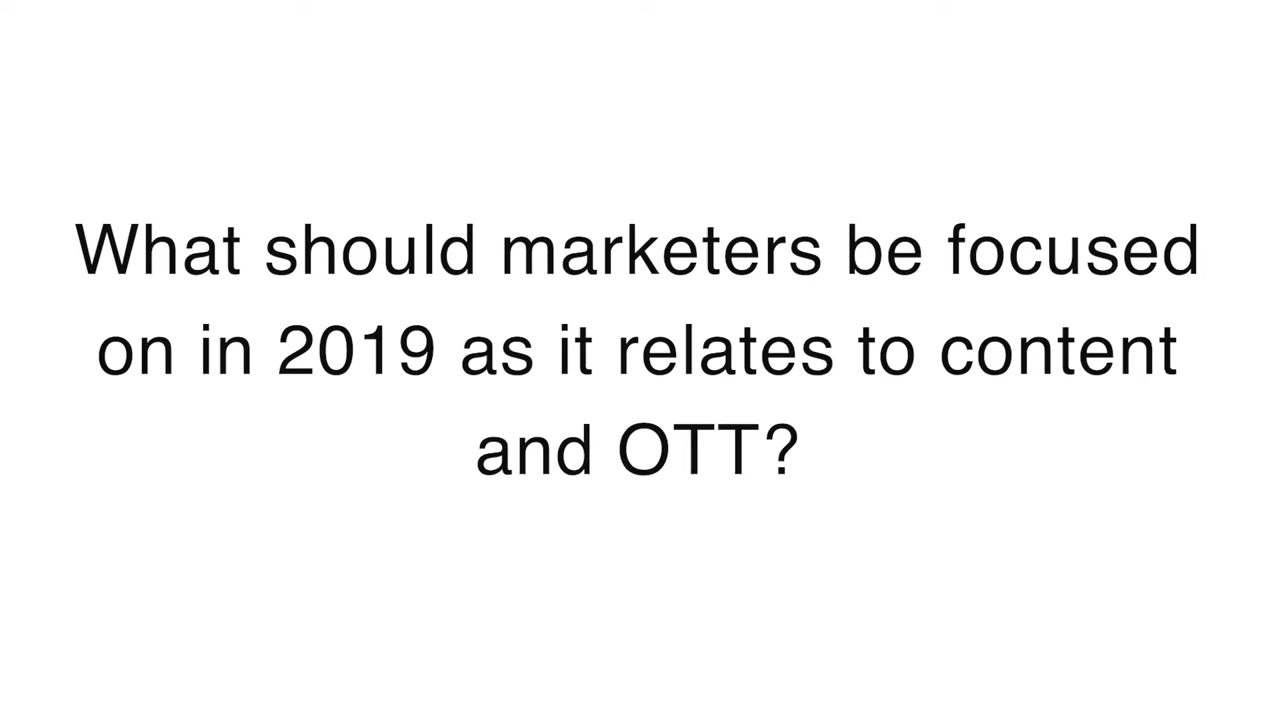 What should marketers be focused
on in 2019 as it relates to content
and OTT?